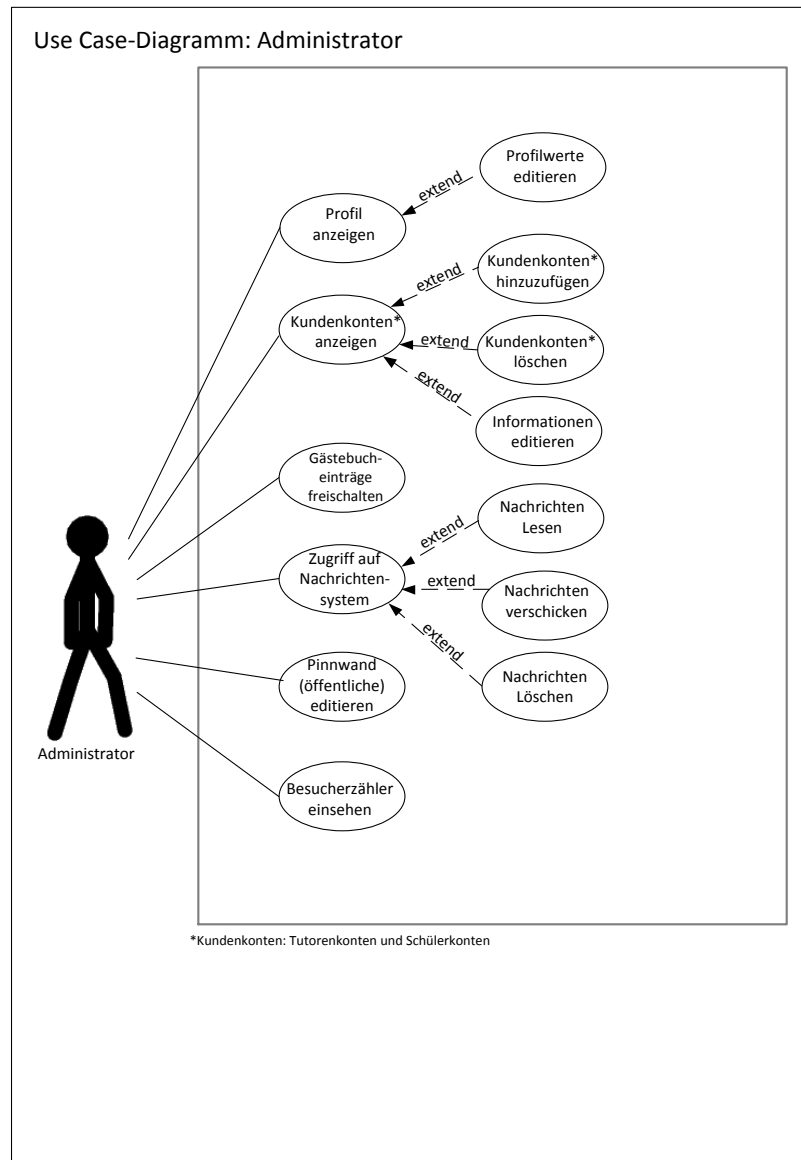 Use Case-Diagramm: Administrator
Profilwerte
editieren
extend
Profil
anzeigen
Kundenkonten*
hinzuzufügen
extend
Kundenkonten*
anzeigen
extend
Kundenkonten*
löschen
extend
Informationen
editieren
Gästebuch-
einträge
freischalten
Nachrichten
Lesen
extend
Zugriff auf
Nachrichten-
system
extend
Nachrichten
verschicken
extend
Nachrichten
Löschen
Pinnwand
(öffentliche)
editieren
Administrator
Besucherzähler
einsehen
*Kundenkonten: Tutorenkonten und Schülerkonten